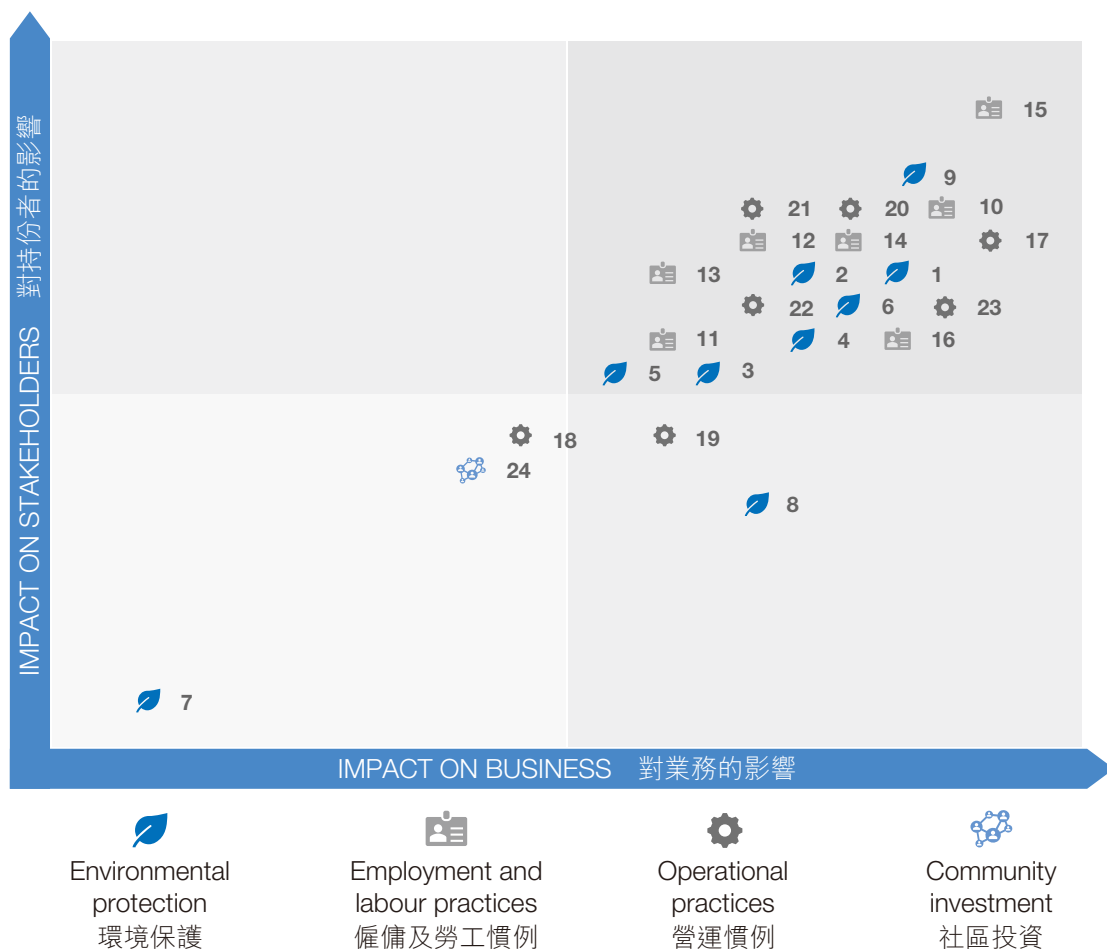 IMPACT ON STAKEHOLDERS 對持份者的影響
15
9
21 20 10
12 14 17
13 2 1
22 6 23
11 4 16
5 3
18 19
24
8
7
IMPACT ON BUSINESS 對業務的影響
Environmental
protection
環境保護
Employment and
labour practices
僱傭及勞工慣例
Operational
practices
營運慣例
Community
investment
社區投資